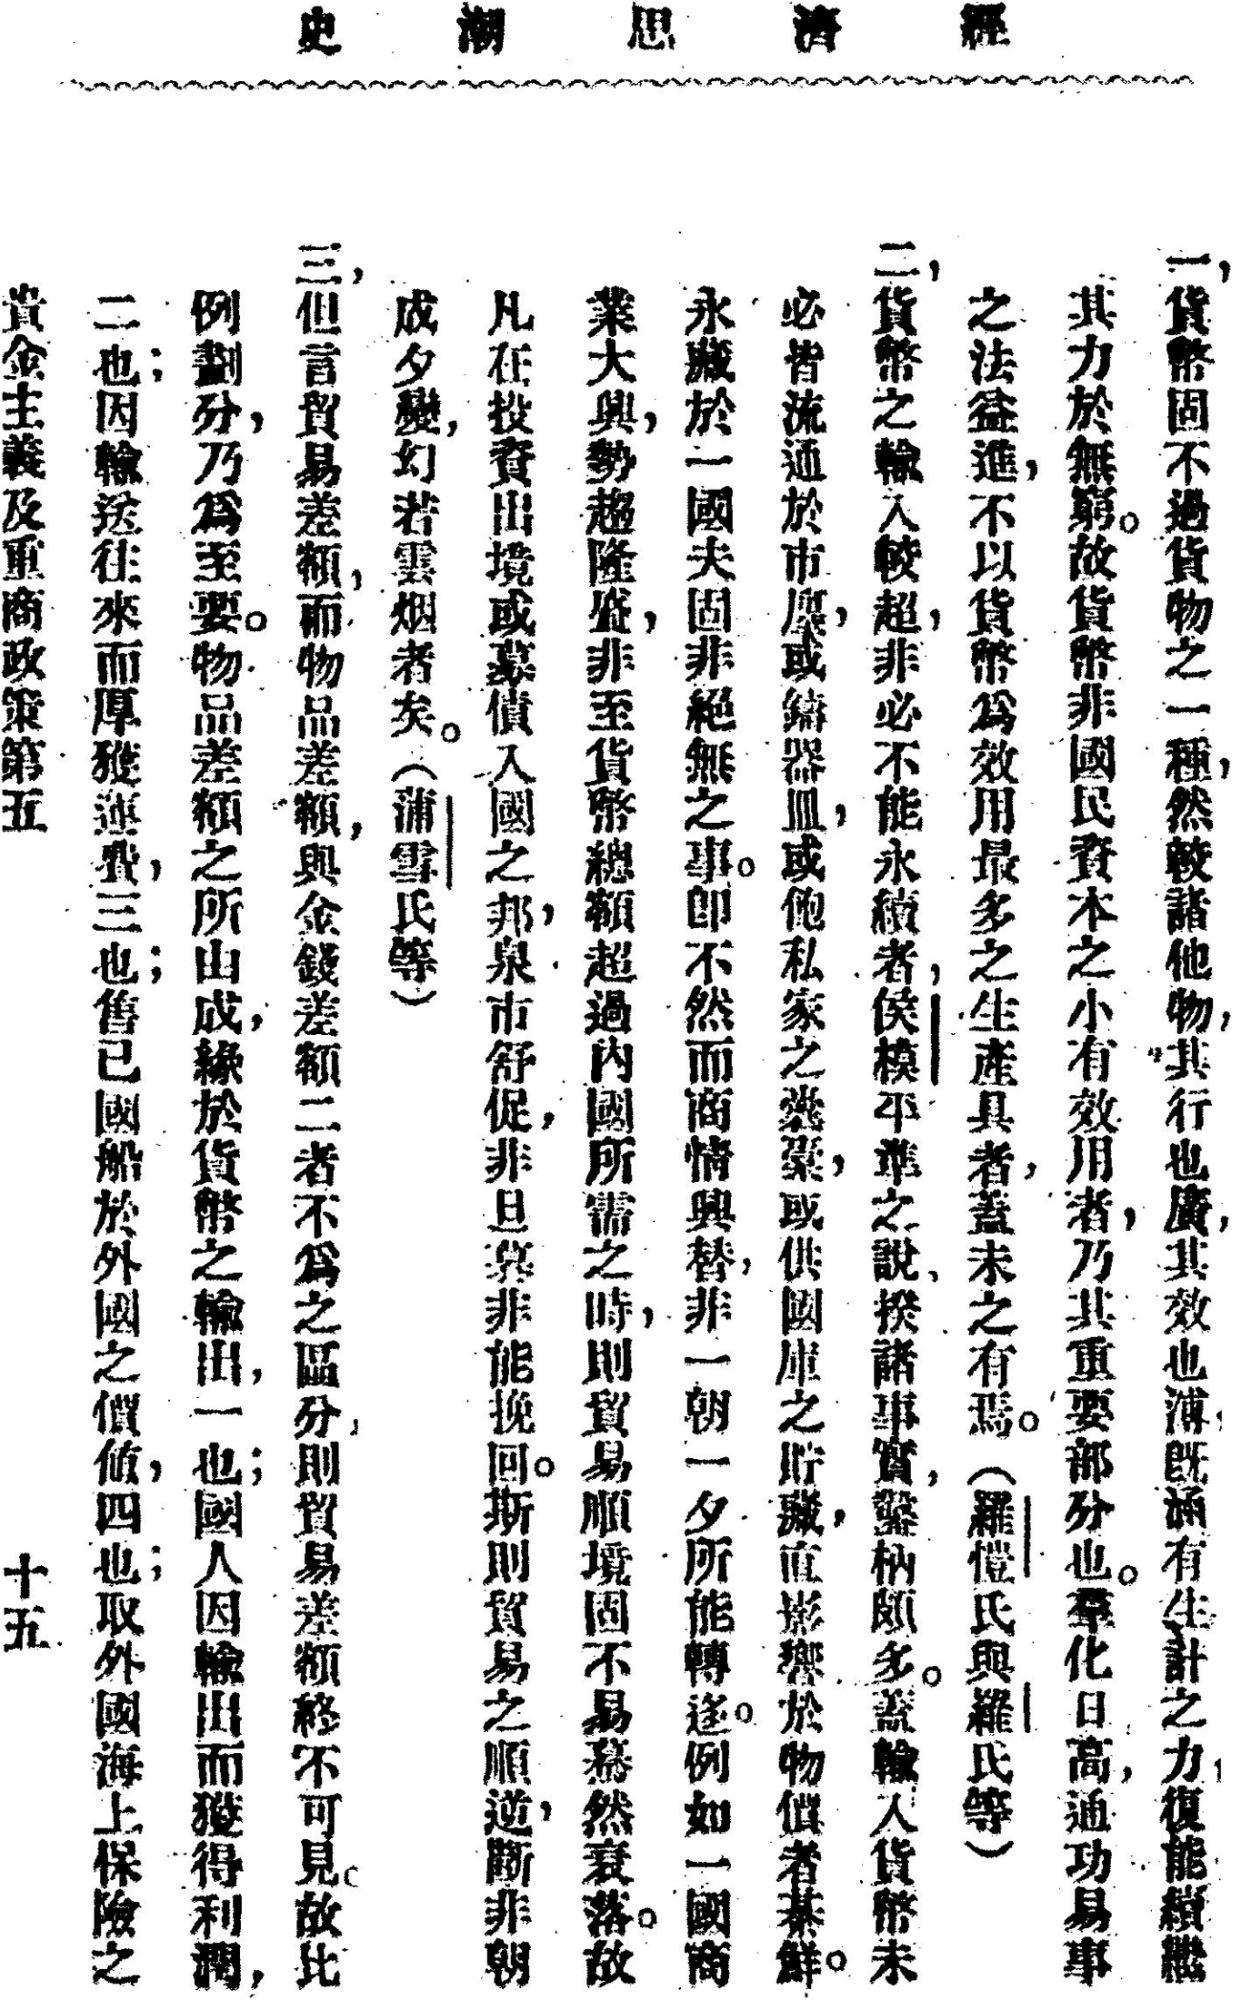 經濟思潮史
一，貨幣固不過貨物之一種，然較諸他物，其行也廣，其效也溥，旣涵有生計之力，復能續繼
其力於無窮。故貨幣非國民資本之小有效用者，乃其重要部分也。羣化日高，通功易事
之法益進，不以貨幣爲效用最多之生產具者，蓋未之有焉。（羅愷氏與羅氏等）
二，貨幣之輸入較超，非必不能永續者，侯模平準之說，揆諸事實，鑿枘頗多。蓋輸入貨幣未
必皆流通於市廛，或鑄器皿，或飽私家之囊橐，或供國庫之貯藏，直影響於物價者綦鮮。
永藏於一國夫固非絕無之事。卽不然而商情興替，非一朝一夕所能轉迻。例如一國商
業大興，勢趨隆盛，非至貨幣總額超過內國所需之時，則貿易順境固不易驀然衰落。故
凡在投資出境或募債入國之邦，泉市舒促，非旦暮非能挽回。斯則貿易之順逆，斷非朝
成夕變，幻若雲烟者矣。（蒲雪氏等）
三，但言貿易差額，而物品差額，與金錢差額二者不爲之區分，則貿易差額終不可見。故比
例劃分，乃爲至要。物品差額之所由成，緣於貨幣之輸出，一也；國人因輸出而獲得利潤，
二也；因輸送往來而厚獲運費，三也；售已國船於外國之價値，四也；取外國海上保險之
貴金主義及重商政策第五
十五